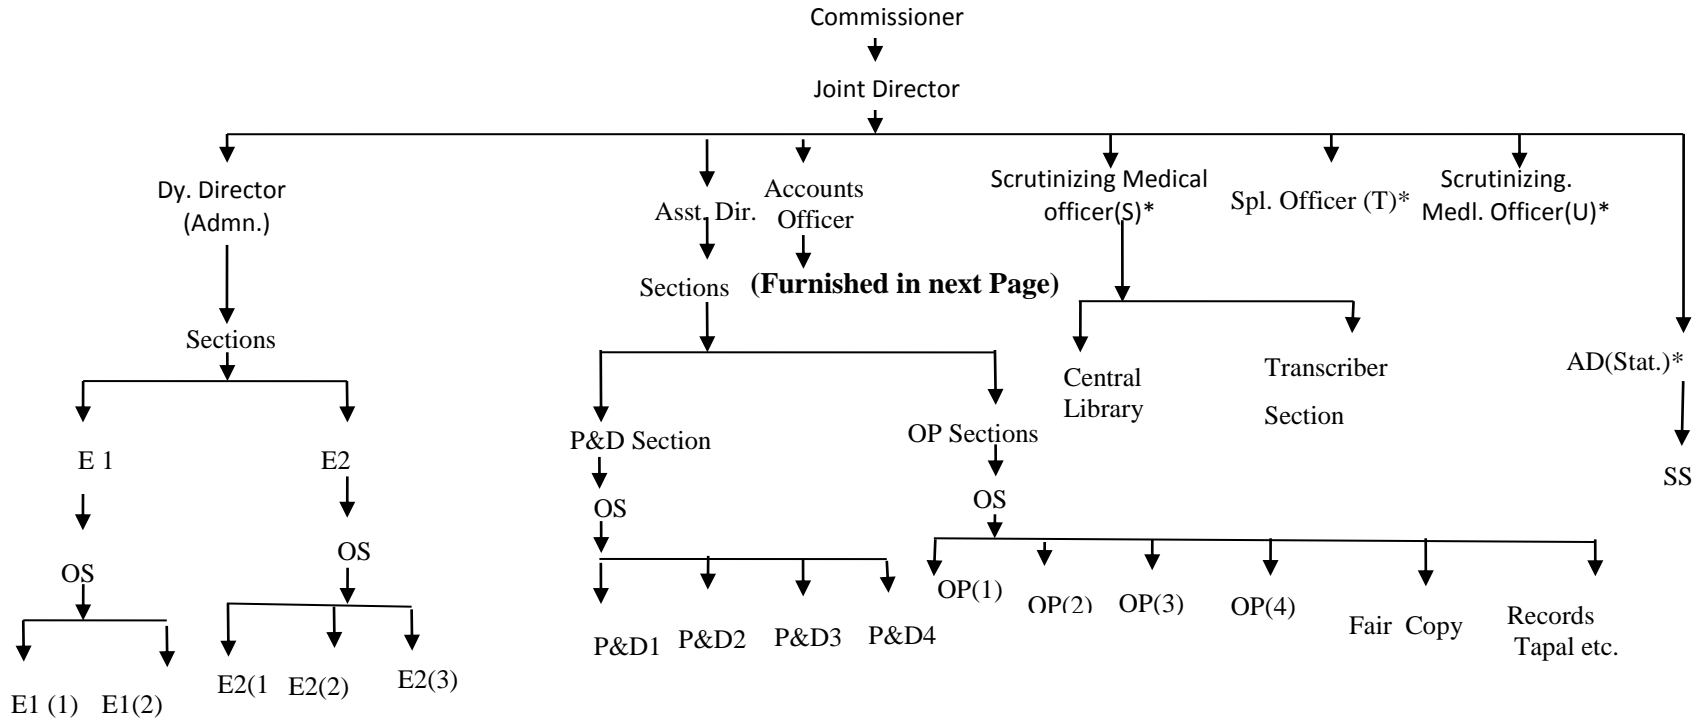 Commissioner
Joint Director
Dy. Director
(Admn.)
Asst. Dir.
Accounts
Officer
Scrutinizing Medical
officer(S)*
Spl. Officer (T)*
Scrutinizing.
Medl. Officer(U)*
Sections
(Furnished in next Page)
Sections
Central
Library
Transcriber
Section
AD(Stat.)*
E 1
E2
P&D Section
OP Sections
SS
OS
OS
OS
OS
E1 (1)
E1(2)
E2(1
E2(2)
E2(3)
P&D1
P&D2
P&D3
P&D4
OP(1)
OP(2)
OP(3)
OP(4)
Fair Copy
Records
Tapal etc.